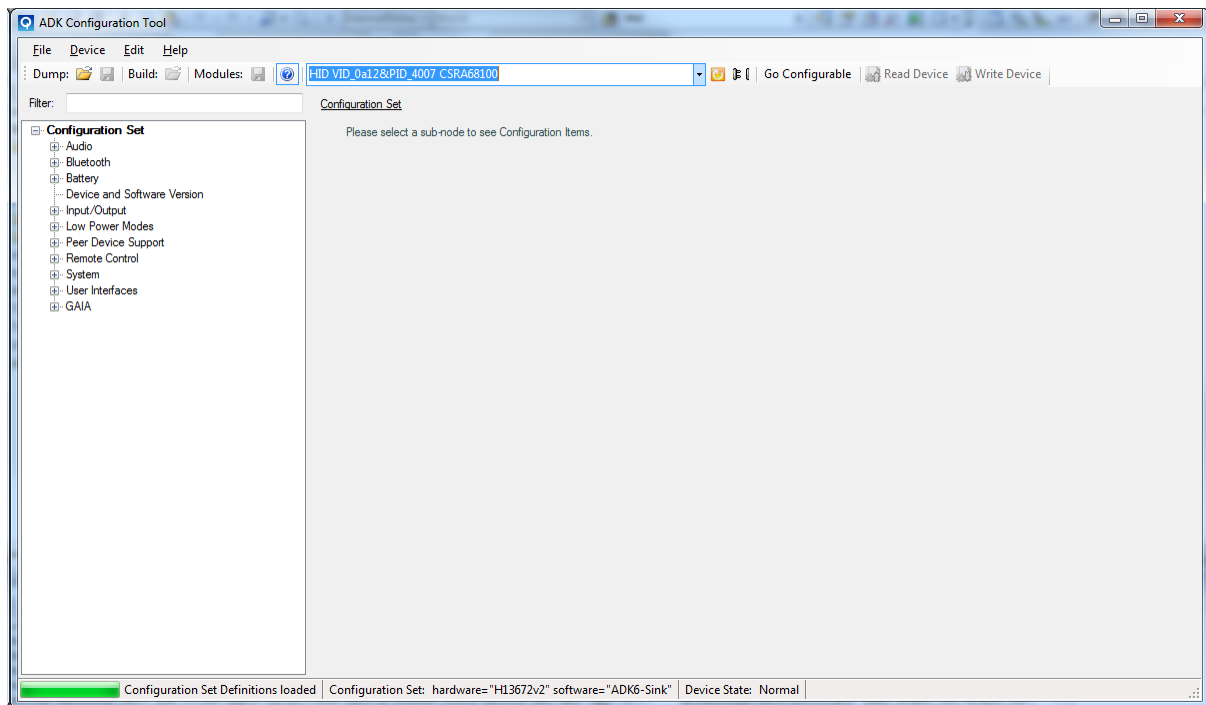 ADK Configuration Tool
File Device Edit Help
Dump: Build: Modules: HID VID_0a12&PID_4007 CSRA68100 Go Configurable Read Device Write Device
Filter:
Configuration Set
Please select a sub-node to see Configuration Items.
Configuration Set
Audio
Bluetooth
Battery
Device and Software Version
Input/Output
Low Power Modes
Peer Device Support
Remote Control
System
User Interfaces
GAIA
Configuration Set Definitions loaded Configuration Set: hardware="H13672v2" software="ADK6-Sink" Device State: Normal